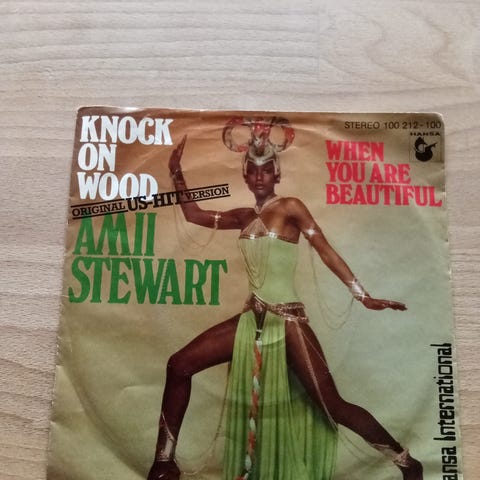 KNOCK
ON
WOOD
ORIGINAL US-HIT VERSION
AMII
STEWART
STEREO 100 212-100
HANSA
WHEN
YOU ARE
BEAUTIFUL
Hansa International